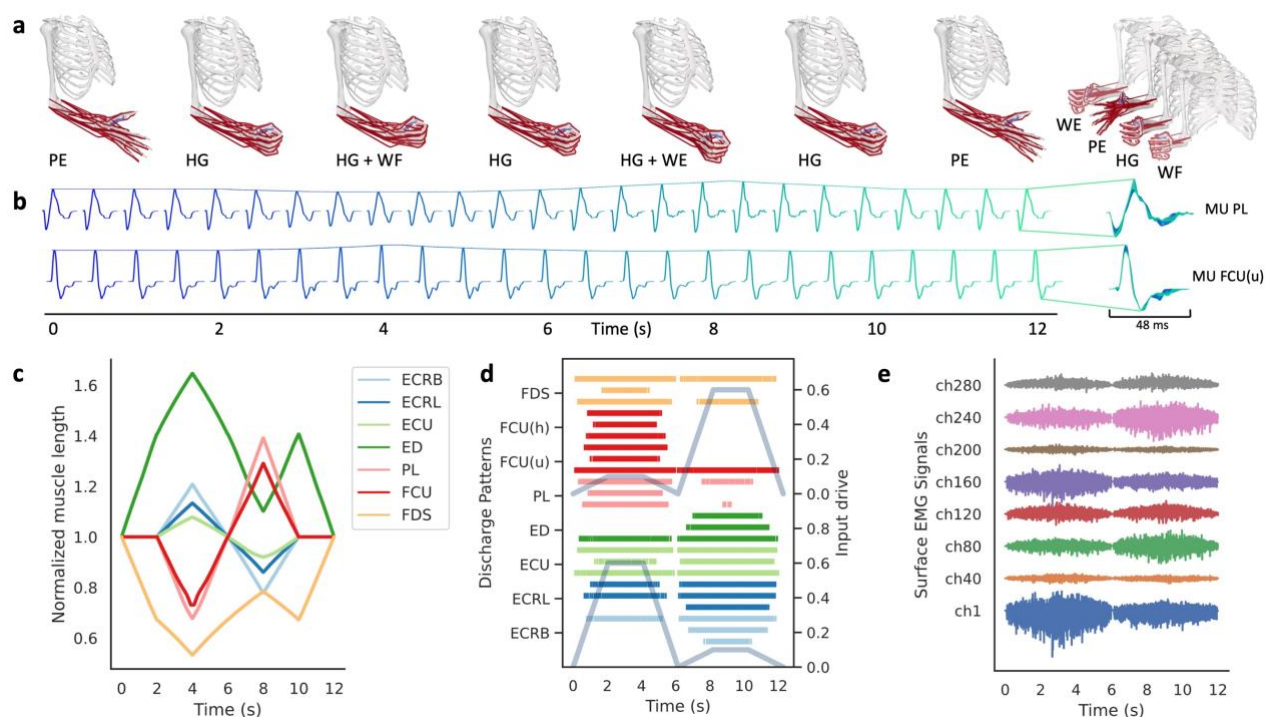 a
PE
HG
HG + WF
HG
HG + WE
HG
PE
WE
PE
HG
WF
b
MU PL
MU FCU(u)
0 2 4 6 Time (s) 8 10 12
48 ms
c
Normalized muscle length
1.6
1.4
1.2
1.0
0.8
0.6
0 2 4 6 8 10 12
Time (s)
ECRB
ECRL
ECU
ED
PL
FCU
FDS
d
Discharge Patterns
FDS
FCU(h)
FCU(u)
PL
ED
ECU
ECRL
ECRB
0.6
0.4
0.2
0.0
0.8
0.6
0.4
0.2
0.0
Input drive
0 2 4 6 8 10 12
Time (s)
e
Surface EMG Signals
ch280
ch240
ch200
ch160
ch120
ch80
ch40
ch1
0 2 4 6 8 10 12
Time (s)